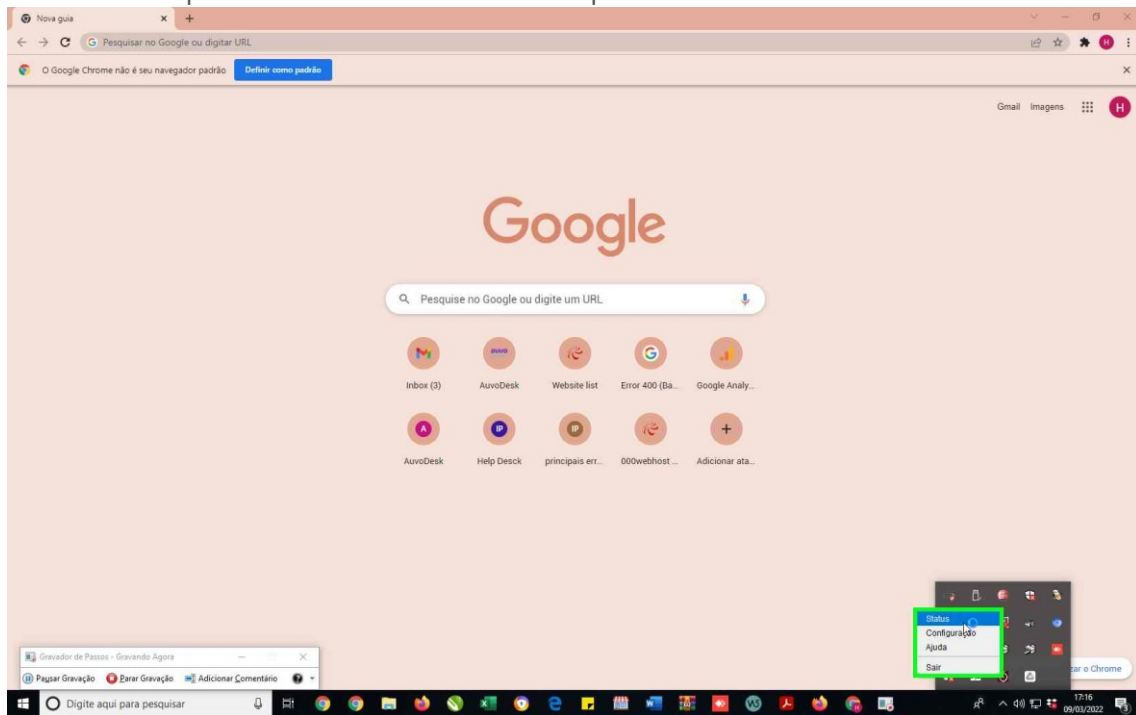 Nova guia
Pesquisar no Google ou digitar URL
O Google Chrome não é seu navegador padrão Definir como padrão
Gmail Imagens H
Google
Pesquise no Google ou digite um URL
Inbox (3) AuvoDesk Website list Error 400 (Ba... Google Analy...
AuvoDesk Help Desck principais err... 000webhost ... Adicionar ata...
Status
Configuração
Ajuda
Sair
Gravador de Passos - Gravando Agora
zar o Chrome
Pausar Gravação Parar Gravação Adicionar Comentário
Digite aqui para pesquisar
17:16
09/03/2022